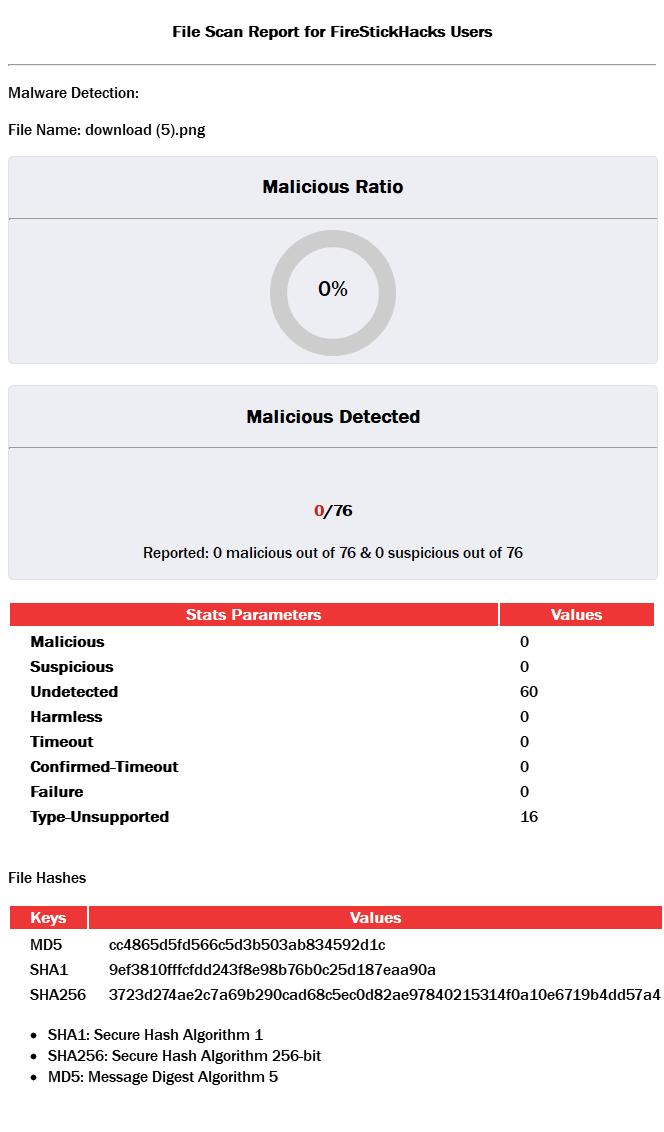 File Scan Report for FireStickHacks Users
Malware Detection:
File Name: download (5).png
Malicious Ratio
0%
Malicious Detected
0/76
Reported: 0 malicious out of 76 & 0 suspicious out of 76
Stats Parameters Values
Malicious 0
Suspicious 0
Undetected 60
Harmless 0
Timeout 0
Confirmed-Timeout 0
Failure 0
Type-Unsupported 16
File Hashes
Keys Values
MD5 cc4865d5fd566c5d3b503ab834592d1c
SHA1 9ef3810fffcfdd243f8e98b76b0c25d187eaa90a
SHA256 3723d274ae2c7a69b290cad68c5ec0d82ae97840215314f0a10e6719b4dd57a4
• SHA1: Secure Hash Algorithm 1
• SHA256: Secure Hash Algorithm 256-bit
• MD5: Message Digest Algorithm 5